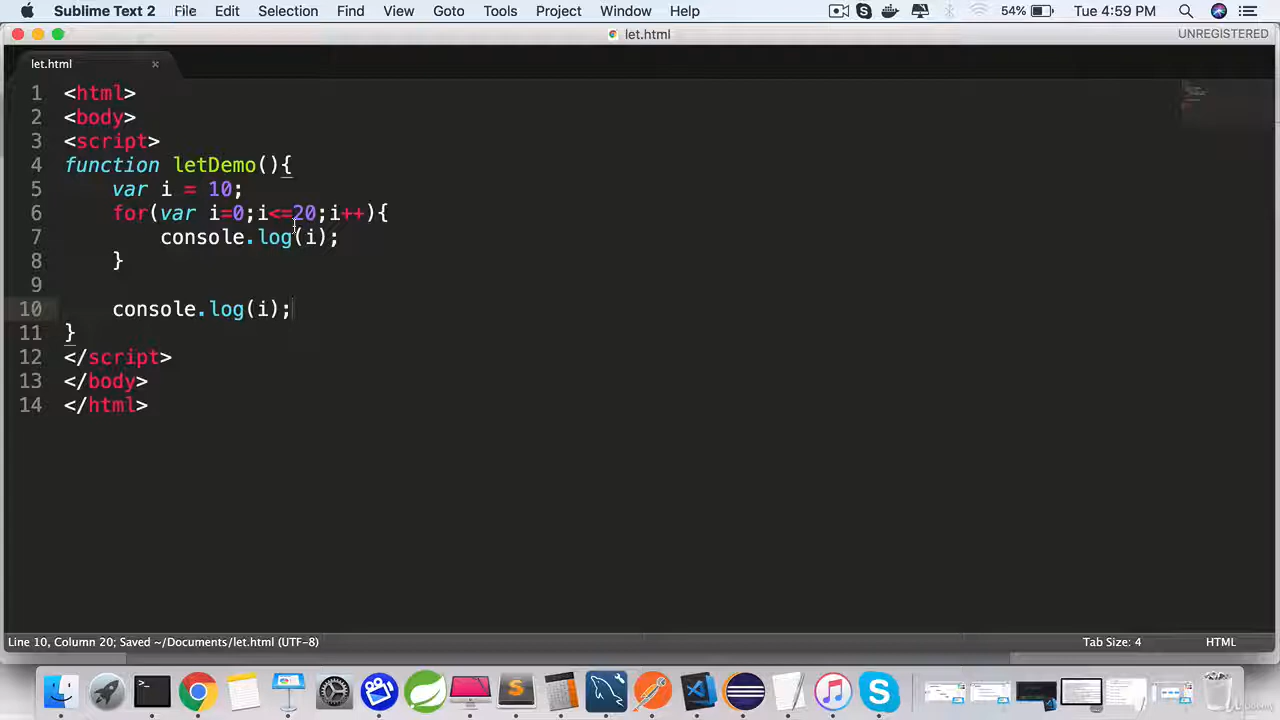 Sublime Text 2 File Edit Selection Find View Goto Tools Project Window Help 54% Tue 4:59 PM
let.html UNREGISTERED
let.html ×
1 <html>
2 <body>
3 <script>
4 function letDemo(){
5 var i = 10;
6 for(var i=0;i<=20;i++){
7 console.log(i);
8 }
9
10 console.log(i);
11 }
12 </script>
13 </body>
14 </html>
Line 10, Column 20; Saved ~/Documents/let.html (UTF-8) Tab Size: 4 HTML